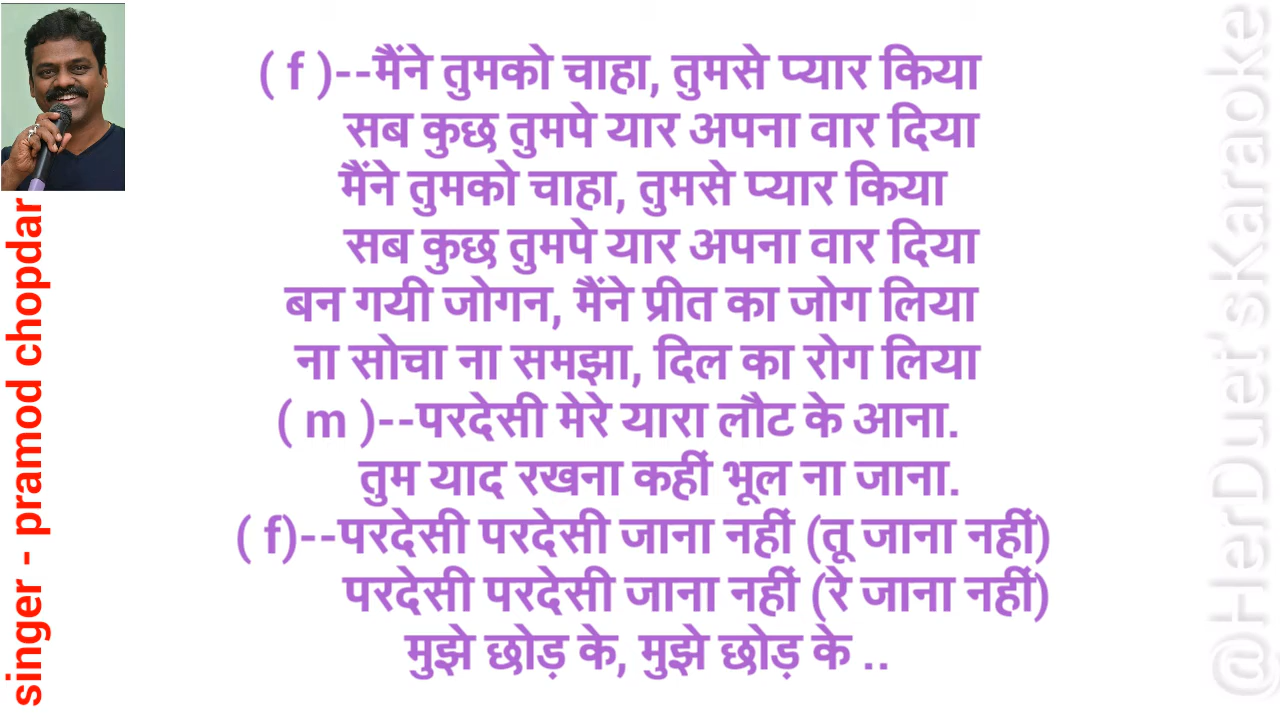 ( f )--मैंने तुमको चाहा, तुमसे प्यार किया
सब कुछ तुमपे यार अपना वार दिया
मैंने तुमको चाहा, तुमसे प्यार किया
सब कुछ तुमपे यार अपना वार दिया
बन गयी जोगन, मैंने प्रीत का जोग लिया
ना सोचा ना समझा, दिल का रोग लिया
( m )--परदेसी मेरे यारा लौट के आना.
तुम याद रखना कहीं भूल ना जाना.
( f)--परदेसी परदेसी जाना नहीं (तू जाना नहीं)
परदेसी परदेसी जाना नहीं (रे जाना नहीं)
मुझे छोड़ के, मुझे छोड़ के ..
singer - pramod chopdar
@HerDuet'sKaraoke